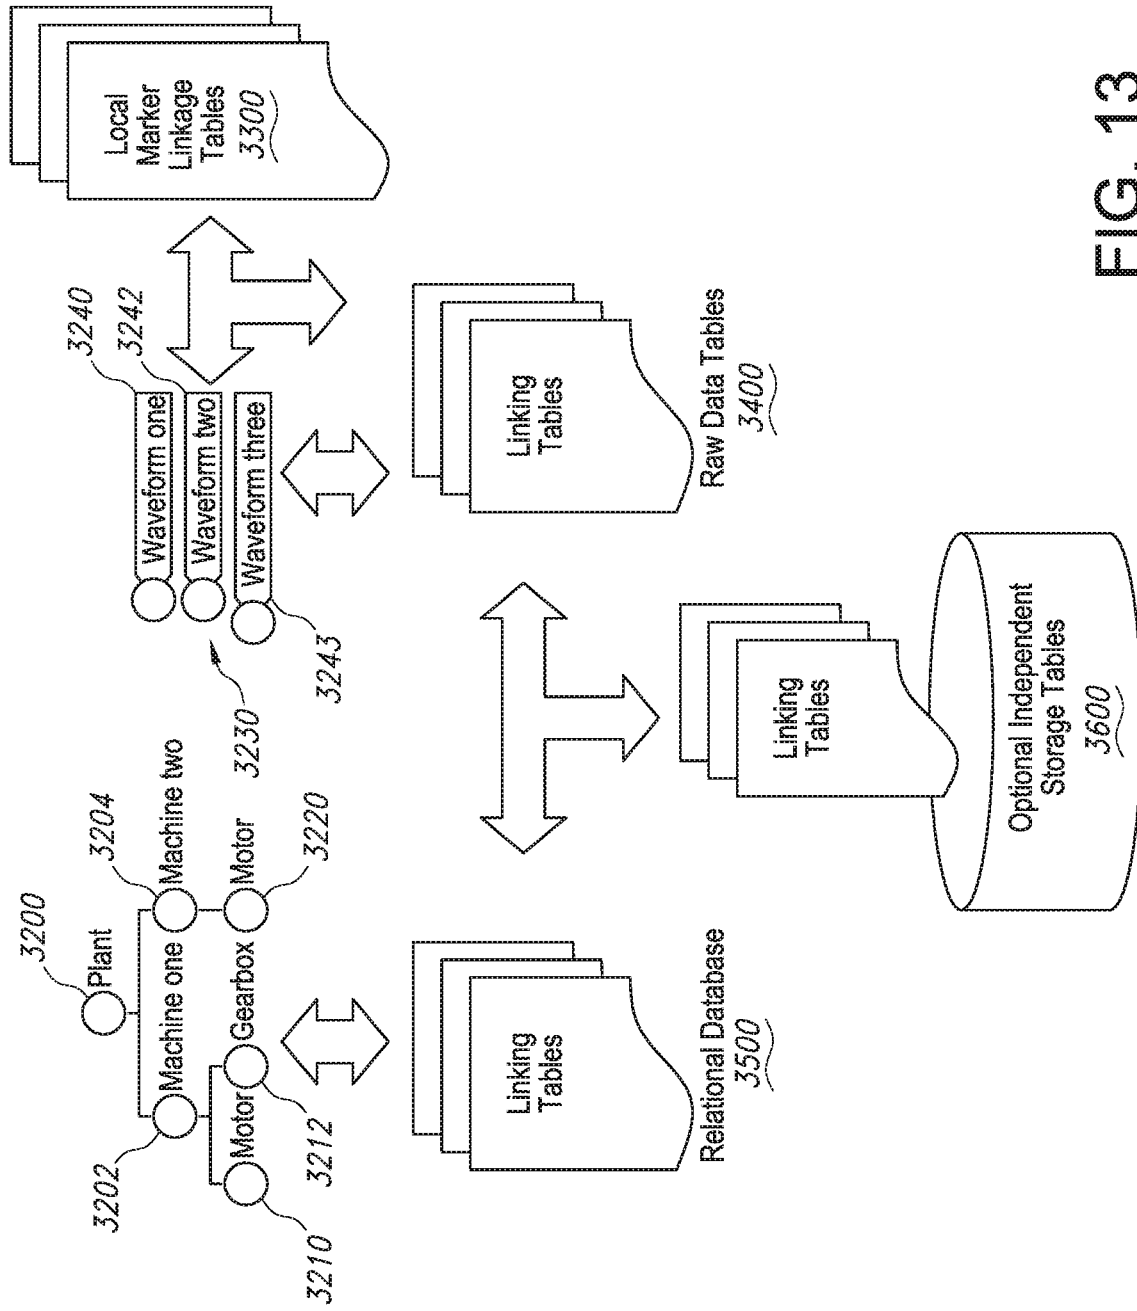 3200
Plant
3202
3204
Machine one
Machine two
Motor
Gearbox
Motor
3210
3212
3220
3230
3240
3242
Waveform one
Waveform two
Waveform three
3243
Local
Marker
Linkage
Tables
3300
Linking
Tables
Relational Database
3500
Linking
Tables
Raw Data Tables
3400
Linking
Tables
Optional Independent
Storage Tables
3600
FIG. 13